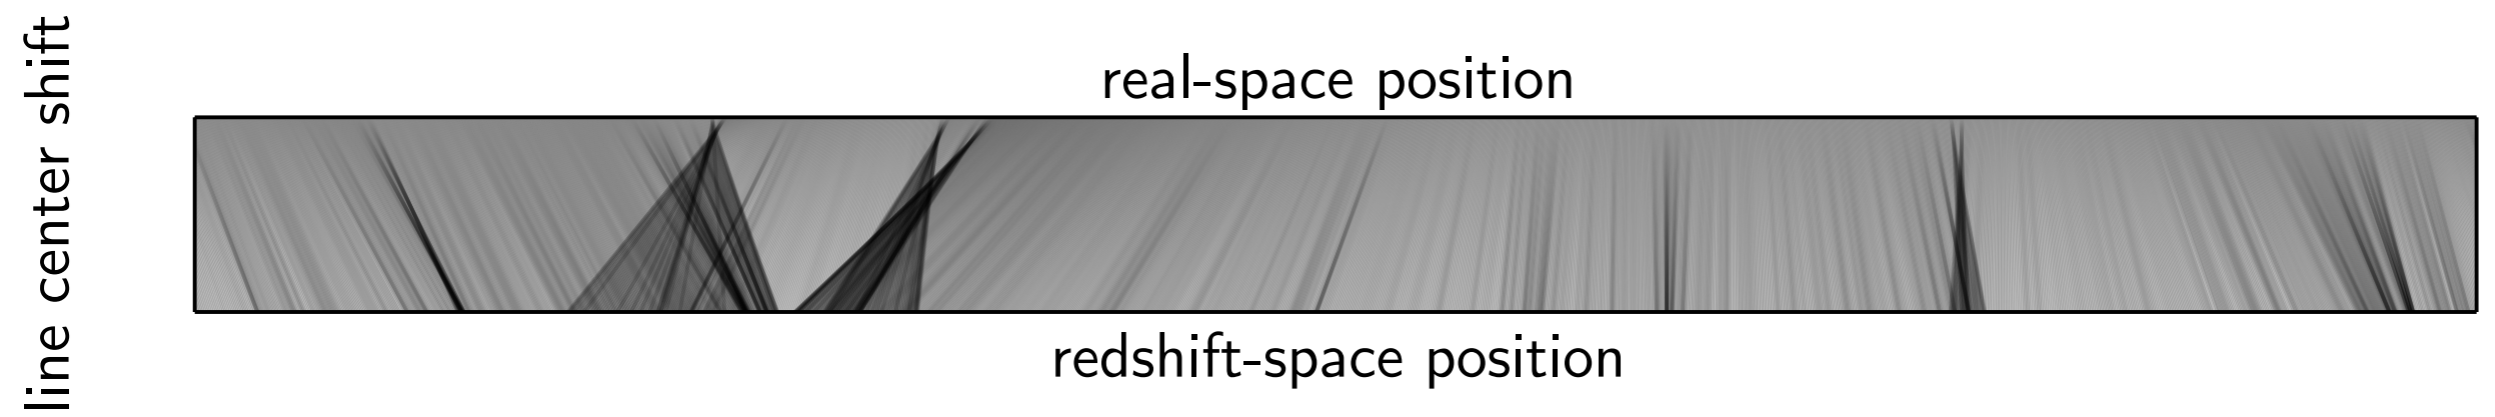 real-space position
line center shift
redshift-space position